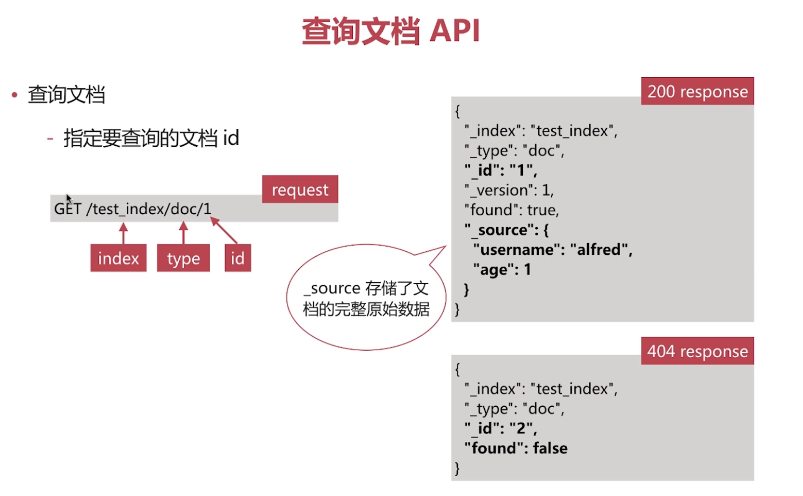 查询文档 API
• 查询文档
- 指定要查询的文档 id
request
GET /test_index/doc/1
index
type
id
_source 存储了文
档的完整原始数据
200 response
{
"_index": "test_index",
"_type": "doc",
"_id": "1",
"_version": 1,
"found": true,
"_source": {
"username": "alfred",
"age": 1
}
}
404 response
{
"_index": "test_index",
"_type": "doc",
"_id": "2",
"found": false
}